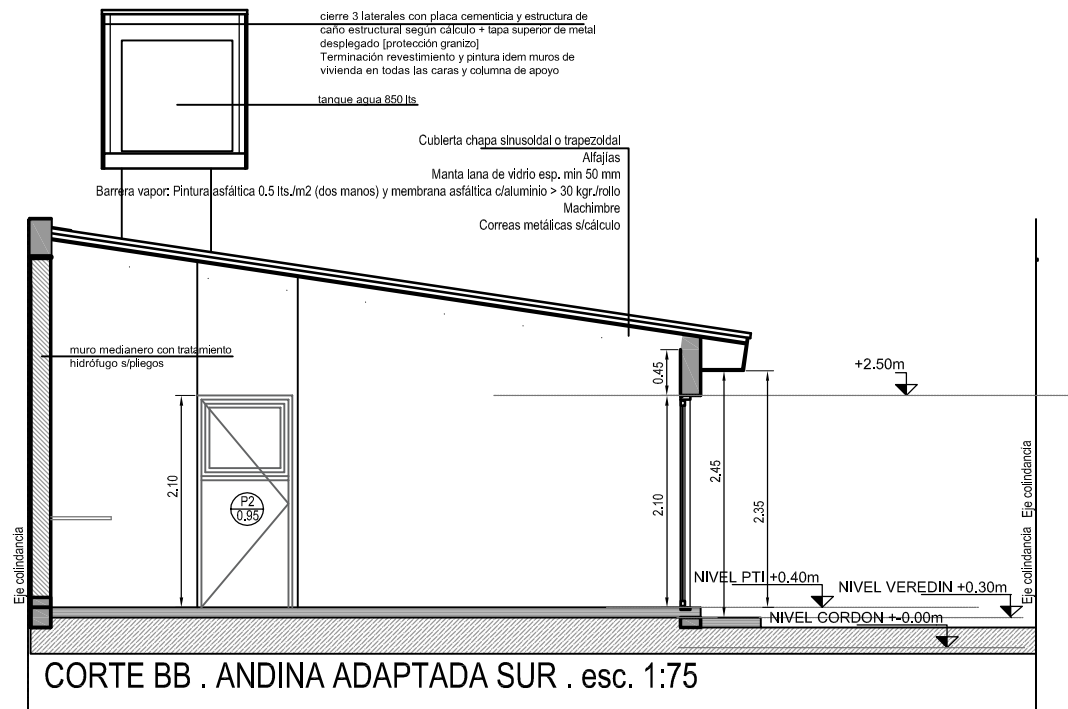 cierre 3 laterales con placa cementicia y estructura de
caño estructural según cálculo + tapa superior de metal
desplegado [protección granizo]
Terminación revestimiento y pintura idem muros de
vivienda en todas las caras y columna de apoyo
tanque agua 850 lts
Cubierta chapa sinusoidal o trapezoidal
Alfajías
Manta lana de vidrio esp. min 50 mm
Barrera vapor: Pintura asfáltica 0.5 lts./m2 (dos manos) y membrana asfáltica c/aluminio > 30 kgr./rollo
Machimbre
Correas metálicas s/cálculo
muro medianero con tratamiento
hidrófugo s/pliegos
0.45
+2.50m
2.10
P2
0.95
2.10
2.45
2.35
Eje colindancia
Eje colindancia
Eje colindancia
NIVEL PTI +0.40m
NIVEL VEREDIN +0.30m
NIVEL CORDON +-0.00m
CORTE BB . ANDINA ADAPTADA SUR . esc. 1:75